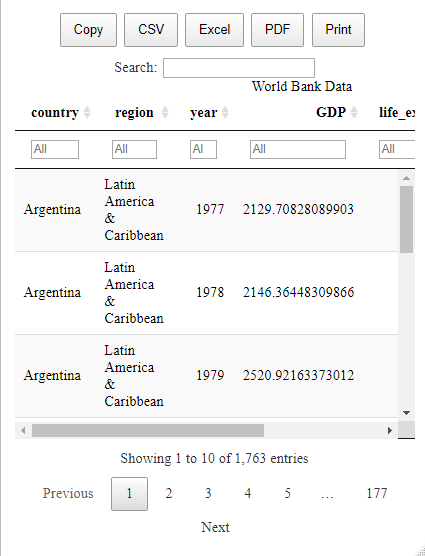 Copy CSV Excel PDF Print
Search:
World Bank Data
country region year GDP life_ex
All All Al All All
Argentina Latin America & Caribbean 1977 2129.70828089903
Argentina Latin America & Caribbean 1978 2146.36448309866
Argentina Latin America & Caribbean 1979 2520.92163373012
Showing 1 to 10 of 1,763 entries
Previous 1 2 3 4 5 … 177
Next